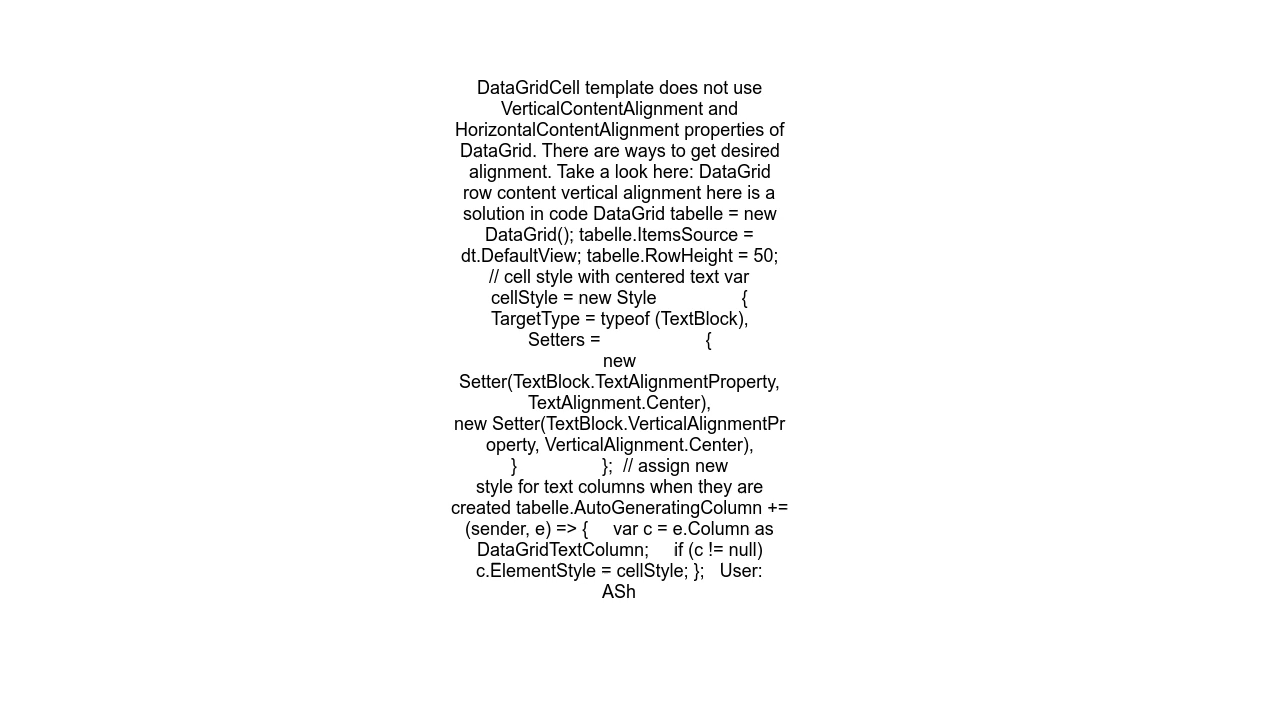 DataGridCell template does not use
VerticalContentAlignment and
HorizontalContentAlignment properties of
DataGrid. There are ways to get desired
alignment. Take a look here: DataGrid
row content vertical alignment here is a
solution in code DataGrid tabelle = new
DataGrid(); tabelle.ItemsSource =
dt.DefaultView; tabelle.RowHeight = 50;
// cell style with centered text var
cellStyle = new Style                 {
TargetType = typeof (TextBlock),
Setters =                     {
new
Setter(TextBlock.TextAlignmentProperty,
TextAlignment.Center),
new Setter(TextBlock.VerticalAlignmentPr
operty, VerticalAlignment.Center),
}                 };  // assign new
style for text columns when they are
created tabelle.AutoGeneratingColumn +=
(sender, e) => {     var c = e.Column as
DataGridTextColumn;     if (c != null)
c.ElementStyle = cellStyle; };   User:
ASh